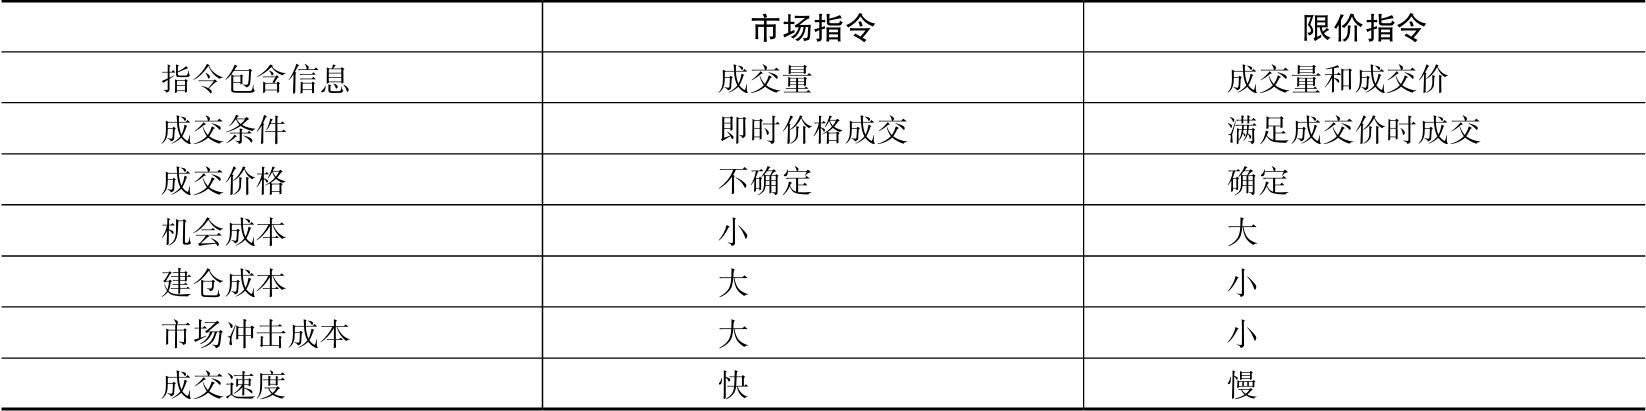 市场指令 限价指令
指令包含信息 成交量 成交量和成交价
成交条件 即时价格成交 满足成交价时成交
成交价格 不确定 确定
机会成本 小 大
建仓成本 大 小
市场冲击成本 大 小
成交速度 快 慢